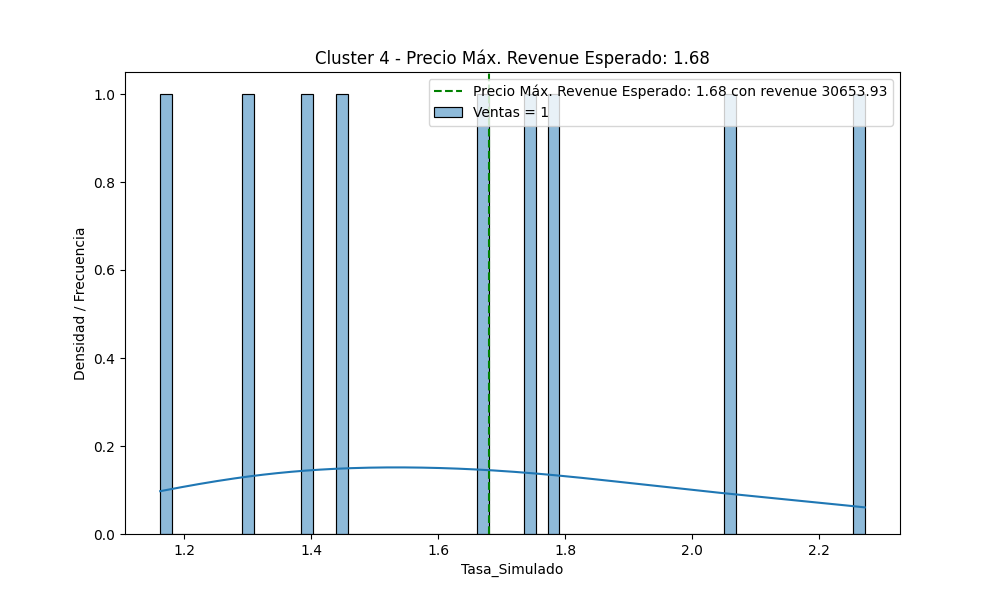 Cluster 4 - Precio Máx. Revenue Esperado: 1.68
Precio Máx. Revenue Esperado: 1.68 con revenue 30653.93
Ventas = 1
1.0
0.8
0.6
0.4
0.2
0.0
Densidad / Frecuencia
1.2 1.4 1.6 1.8 2.0 2.2
Tasa_Simulado